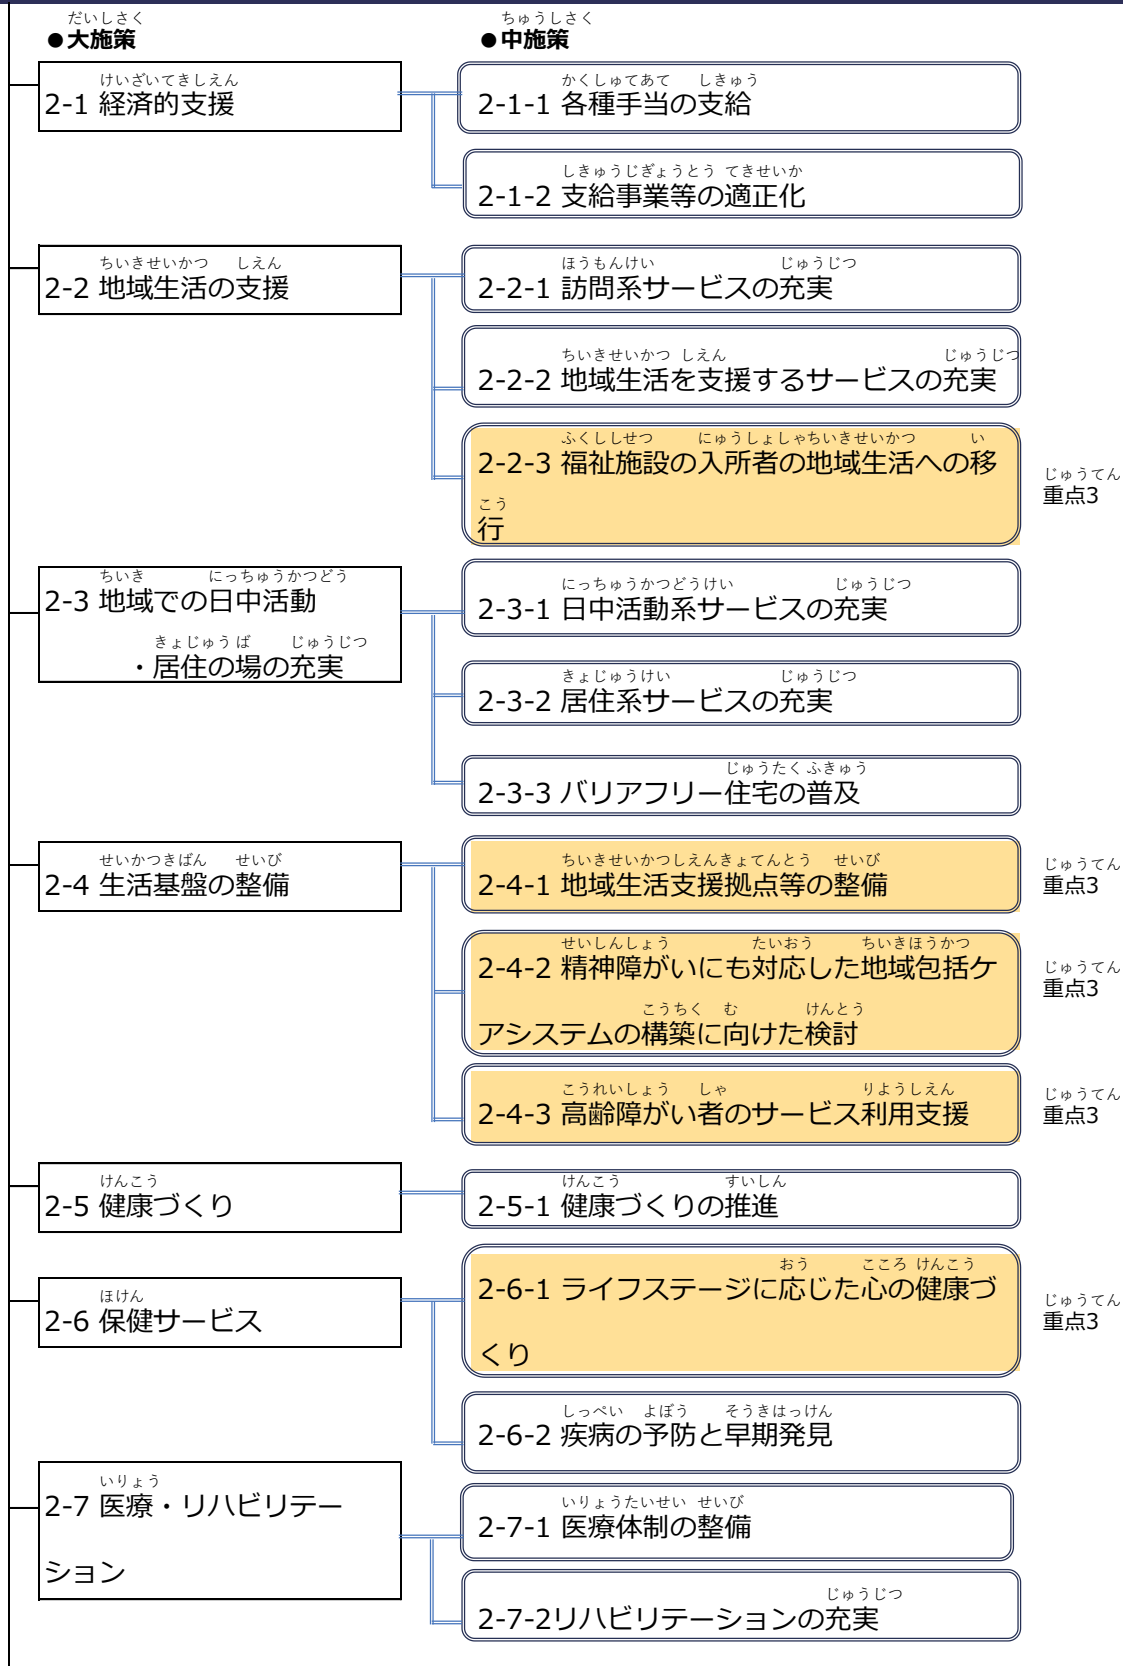 だいしさく ちゅうしさく
●大施策 ●中施策
けいざいてきしえん
2-1 経済的支援
かくしゅてあて しきゅう
2-1-1 各種手当の支給
しきゅうじぎょうとう てきせいか
2-1-2 支給事業等の適正化
ちいきせいかつ しえん
2-2 地域生活の支援
ほうもんけい じゅうじつ
2-2-1 訪問系サービスの充実
ちいきせいかつ しえん じゅうじつ
2-2-2 地域生活を支援するサービスの充実
ふくししせつ にゅうしょしゃちいきせいかつ い
2-2-3 福祉施設の入所者の地域生活への移
こう
行
じゅうてん
重点3
ちいき にっちゅうかつどう
2-3 地域での日中活動
きょじゅう ば じゅうじつ
・居住の場の充実
にっちゅうかつどうけい じゅうじつ
2-3-1 日中活動系サービスの充実
きょじゅうけい じゅうじつ
2-3-2 居住系サービスの充実
じゅうたく ふきゅう
2-3-3 バリアフリー住宅の普及
せいかつきばん せいび
2-4 生活基盤の整備
ちいきせいかつしえんきょてんとう せいび
2-4-1 地域生活支援拠点等の整備
じゅうてん
重点3
せいしんしょう たいおう ちいきほうかつ
2-4-2 精神障がいにも対応した地域包括ケ
こうちく む けんとう
アシステムの構築に向けた検討
じゅうてん
重点3
こうれいしょう しゃ りようしえん
2-4-3 高齢障がい者のサービス利用支援
じゅうてん
重点3
けんこう
2-5 健康づくり
けんこう すいしん
2-5-1 健康づくりの推進
ほけん
2-6 保健サービス
おう こころ けんこう
2-6-1 ライフステージに応じた心の健康づ
くり
じゅうてん
重点3
しっぺい よぼう そうきはっけん
2-6-2 疾病の予防と早期発見
いりょう
2-7 医療・リハビリテー
ション
いりょうたいせい せいび
2-7-1 医療体制の整備
じゅうじつ
2-7-2リハビリテーションの充実